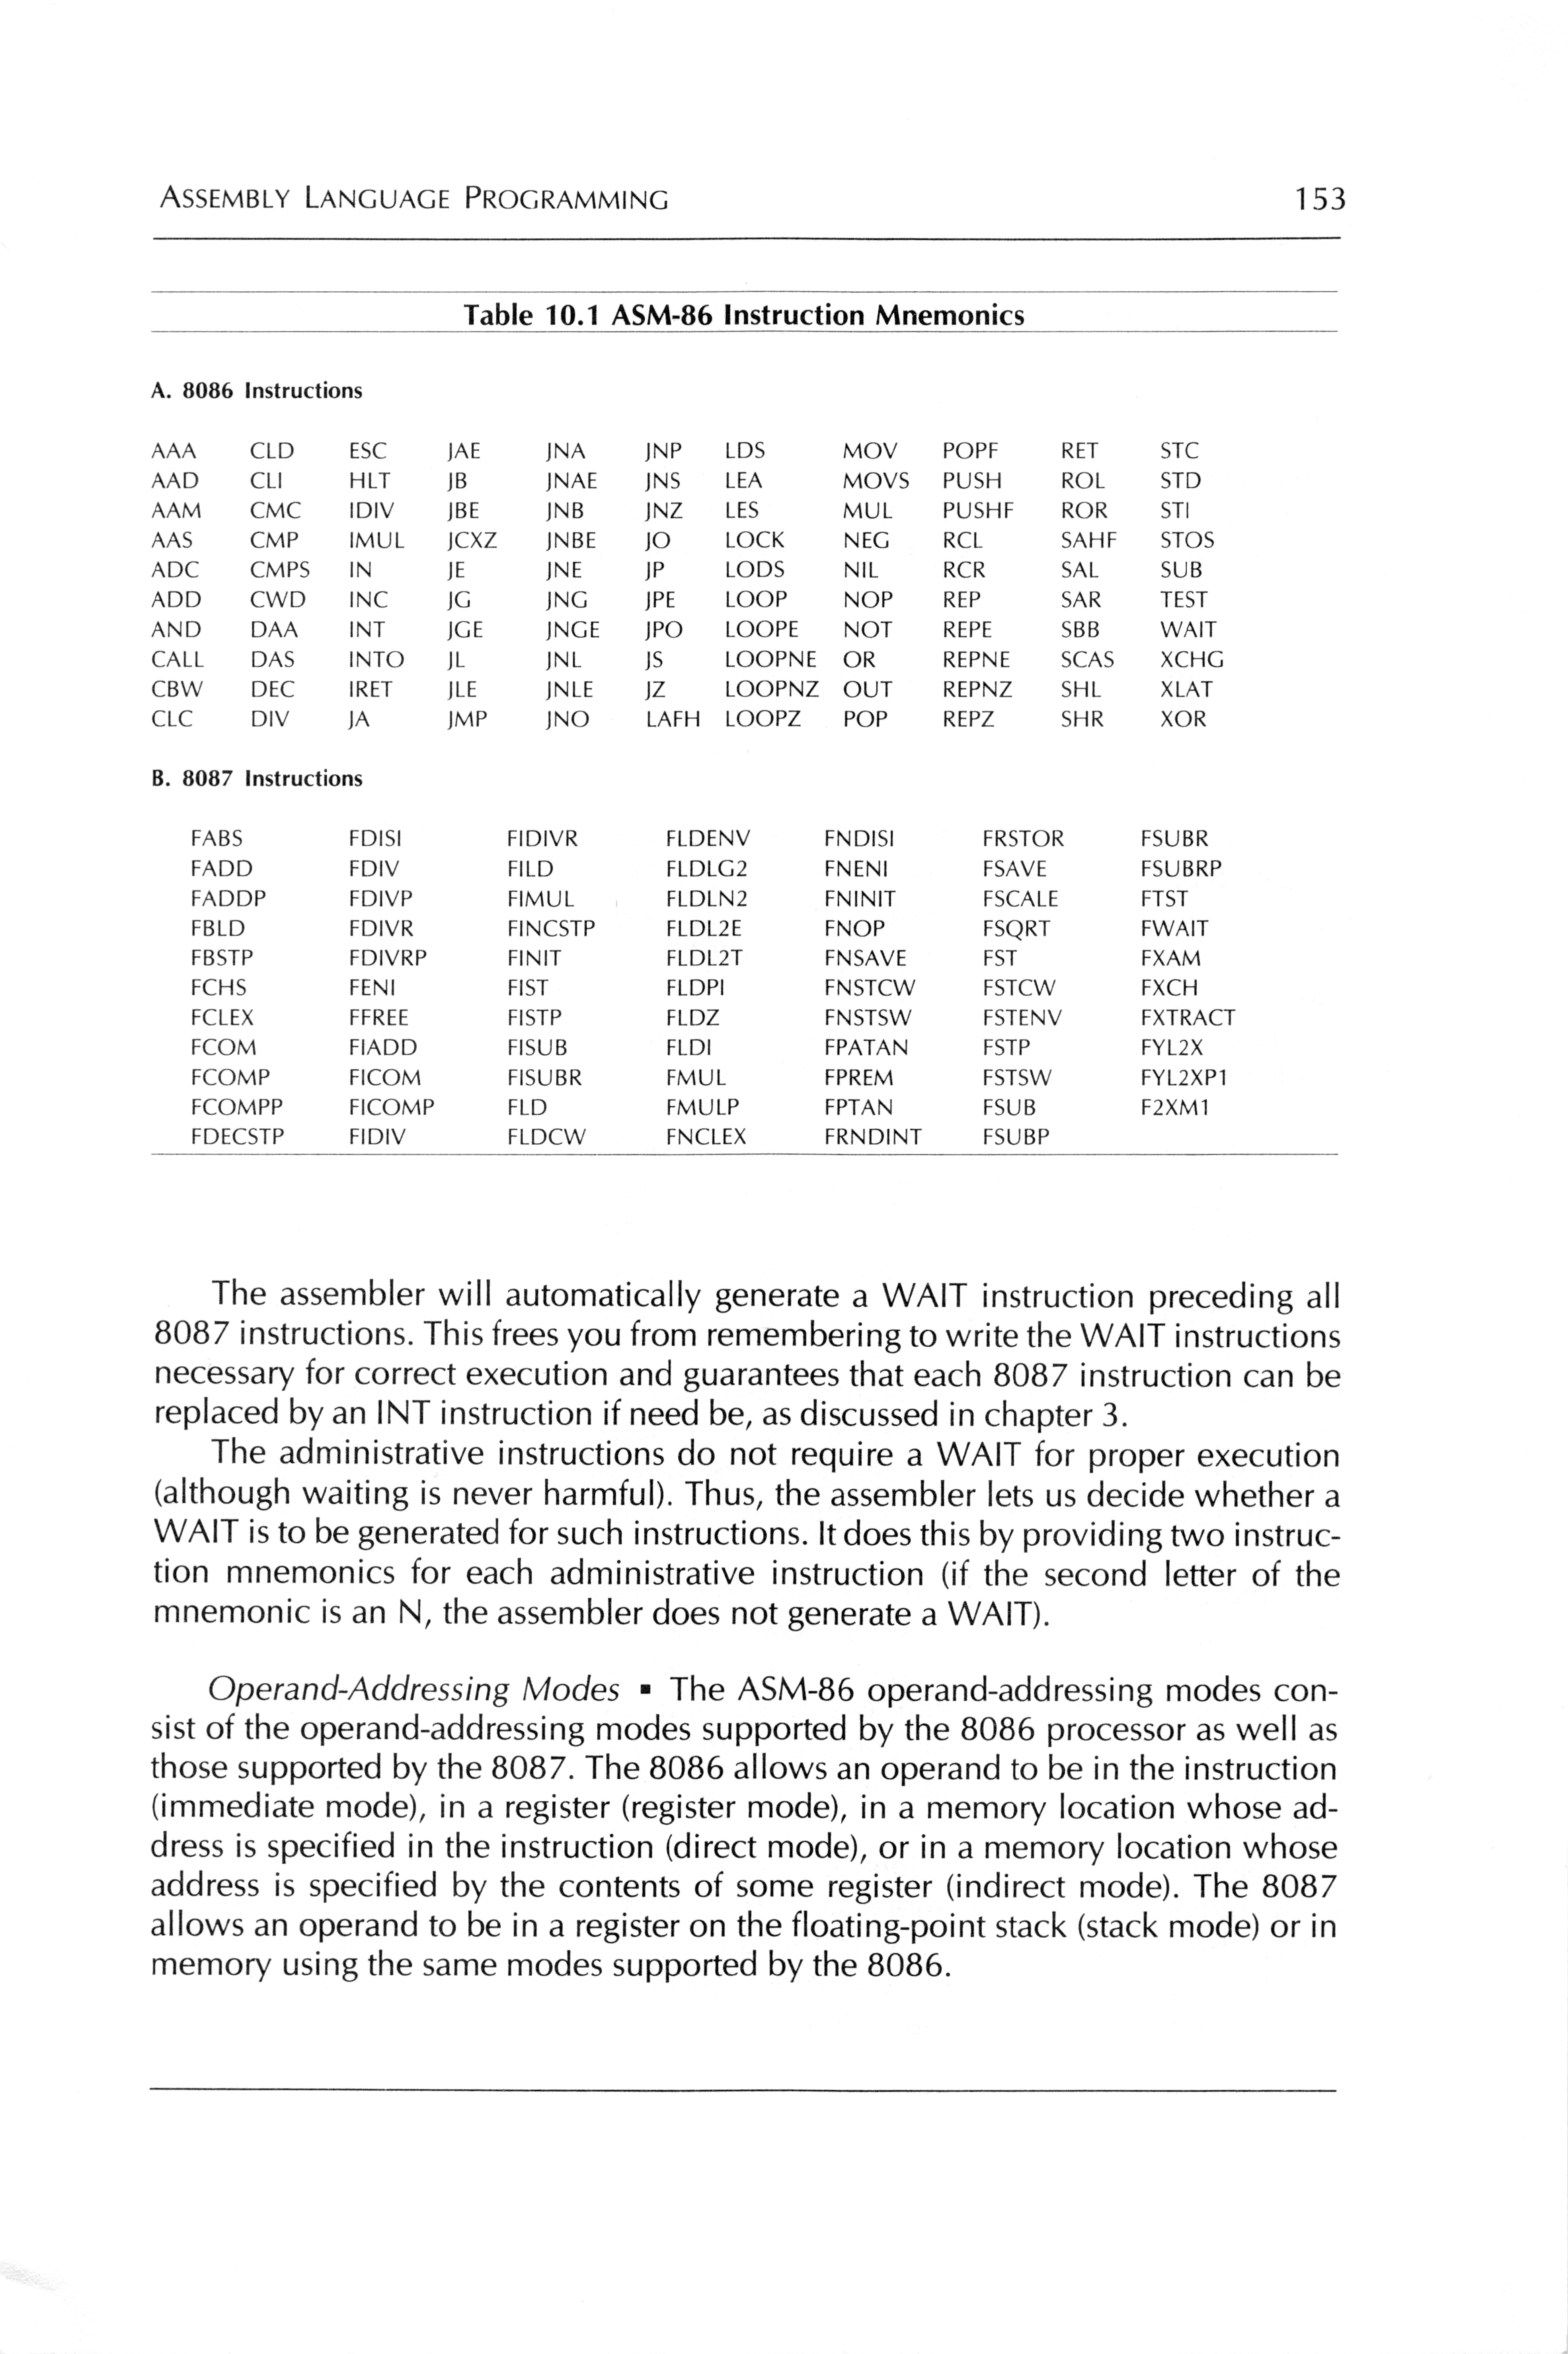 ASSEMBLY LANGUAGE PROGRAMMING 153
Table 10.1 ASM-86 Instruction Mnemonics
A. 8086 Instructions
AAA CLD ESC JAE JNA JNP LDS MOV POPF RET STC
AAD CLI HLT JB JNAE JNS LEA MOVS PUSH ROL STD
AAM CMC IDIV JBE JNB JNZ LES MUL PUSHF ROR STI
AAS CMP IMUL JCXZ JNBE JO LOCK NEG RCL SAHF STOS
ADC CMPS IN JE JNE JP LODS NIL RCR SAL SUB
ADD CWD INC JG JNG JPE LOOP NOP REP SAR TEST
AND DAA INT JGE JNGE JPO LOOPE NOT REPE SBB WAIT
CALL DAS INTO JL JNL JS LOOPNE OR REPNE SCAS XCHG
CBW DEC IRET JLE JNLE JZ LOOPNZ OUT REPNZ SHL XLAT
CLC DIV JA JMP JNO LAFH LOOPZ POP REPZ SHR XOR
B. 8087 Instructions
FABS FDISI FIDIVR FLDENV FNDISI FRSTOR FSUBR
FADD FDIV FILD FLDLG2 FNENI FSAVE FSUBRP
FADDP FDIVP FIMUL FLDLN2 FNINIT FSCALE FTST
FBLD FDIVR FINCSTP FLDL2E FNOP FSQRT FWAIT
FBSTP FDIVRP FINIT FLDL2T FNSAVE FST FXAM
FCHS FENI FIST FLDPI FNSTCW FSTCW FXCH
FCLEX FFREE FISTP FLDZ FNSTSW FSTENV FXTRACT
FCOM FIADD FISUB FLDI FPATAN FSTP FYL2X
FCOMP FICOM FISUBR FMUL FPREM FSTSW FYL2XP1
FCOMPP FICOMP FLD FMULP FPTAN FSUB F2XM1
FDECSTP FIDIV FLDCW FNCLEX FRNDINT FSUBP
The assembler will automatically generate a WAIT instruction preceding all
8087 instructions. This frees you from remembering to write the WAIT instructions
necessary for correct execution and guarantees that each 8087 instruction can be
replaced by an INT instruction if need be, as discussed in chapter 3.
The administrative instructions do not require a WAIT for proper execution
(although waiting is never harmful). Thus, the assembler lets us decide whether a
WAIT is to be generated for such instructions. It does this by providing two instruc-
tion mnemonics for each administrative instruction (if the second letter of the
mnemonic is an N, the assembler does not generate a WAIT).
Operand-Addressing Modes ▪ The ASM-86 operand-addressing modes con-
sist of the operand-addressing modes supported by the 8086 processor as well as
those supported by the 8087. The 8086 allows an operand to be in the instruction
(immediate mode), in a register (register mode), in a memory location whose ad-
dress is specified in the instruction (direct mode), or in a memory location whose
address is specified by the contents of some register (indirect mode). The 8087
allows an operand to be in a register on the floating-point stack (stack mode) or in
memory using the same modes supported by the 8086.